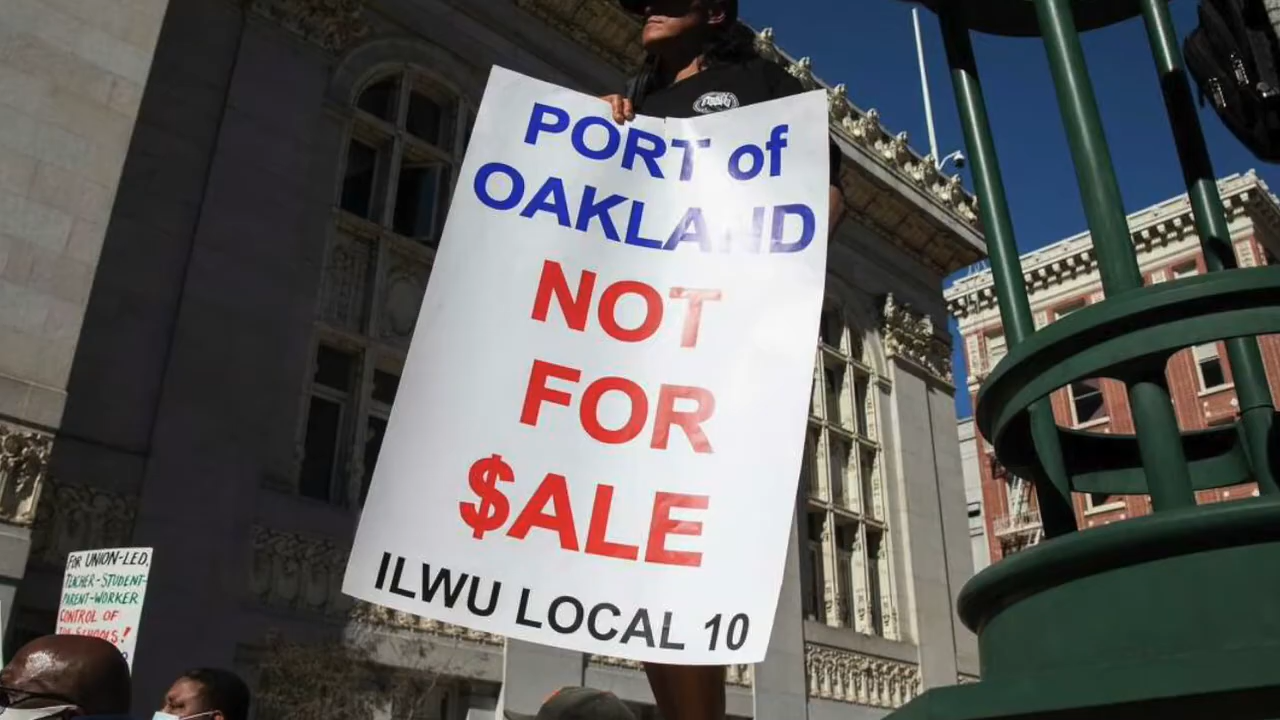 PORT of
OAKLAND
NOT
FOR
$ALE
ILWU LOCAL 10
FOR UNION-LED,
TEACHER-STUDENT-
PARENT-WORKER
CONTROL OF
THE SCHOOLS!